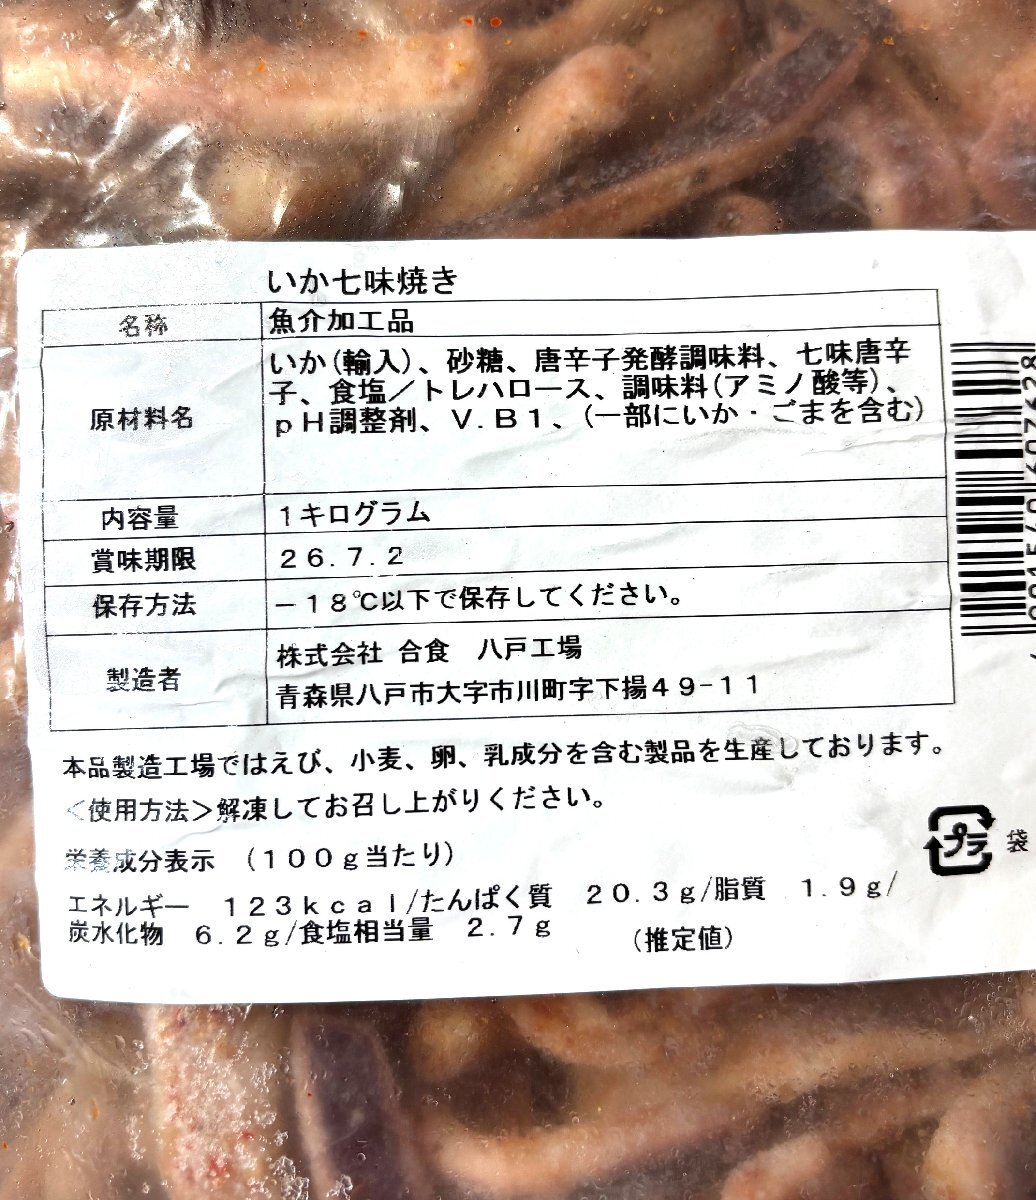 いか七味焼き
名称 魚介加工品
原材料名 いか(輸入)、砂糖、唐辛子発酵調味料、七味唐辛
子、食塩／トレハロース、調味料(アミノ酸等)、
pH調整剤、V.B1、(一部にいか・ごまを含む)
内容量 1キログラム
賞味期限 26.7.2
保存方法 −18℃以下で保存してください。
製造者 株式会社 合食 八戸工場
青森県八戸市大字市川町字下揚49-11
本品製造工場ではえび、小麦、卵、乳成分を含む製品を生産しております。
<使用方法>解凍してお召し上がりください。
栄養成分表示 (100g当たり)
エネルギー 123kcal/たんぱく質 20.3g/脂質 1.9g/
炭水化物 6.2g/食塩相当量 2.7g (推定値)
プラ 袋